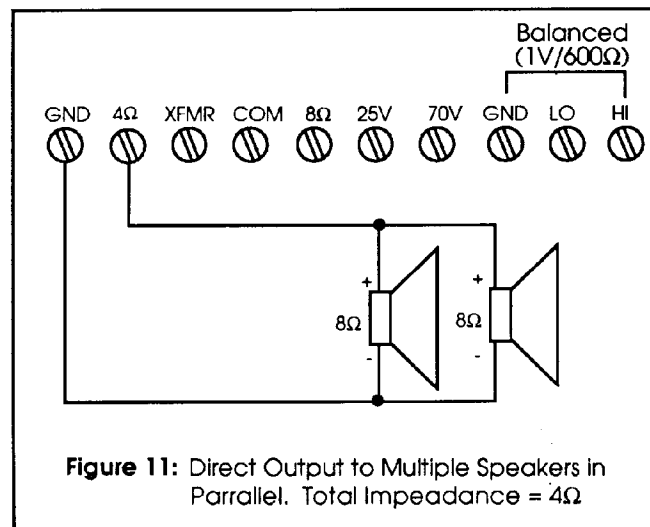 Balanced
(1V/600Ω)
GND 4Ω XFMR COM 8Ω 25V 70V GND LO HI
+ +
8Ω 8Ω
- -
Figure 11: Direct Output to Multiple Speakers in
Parrallel. Total Impeadance = 4Ω